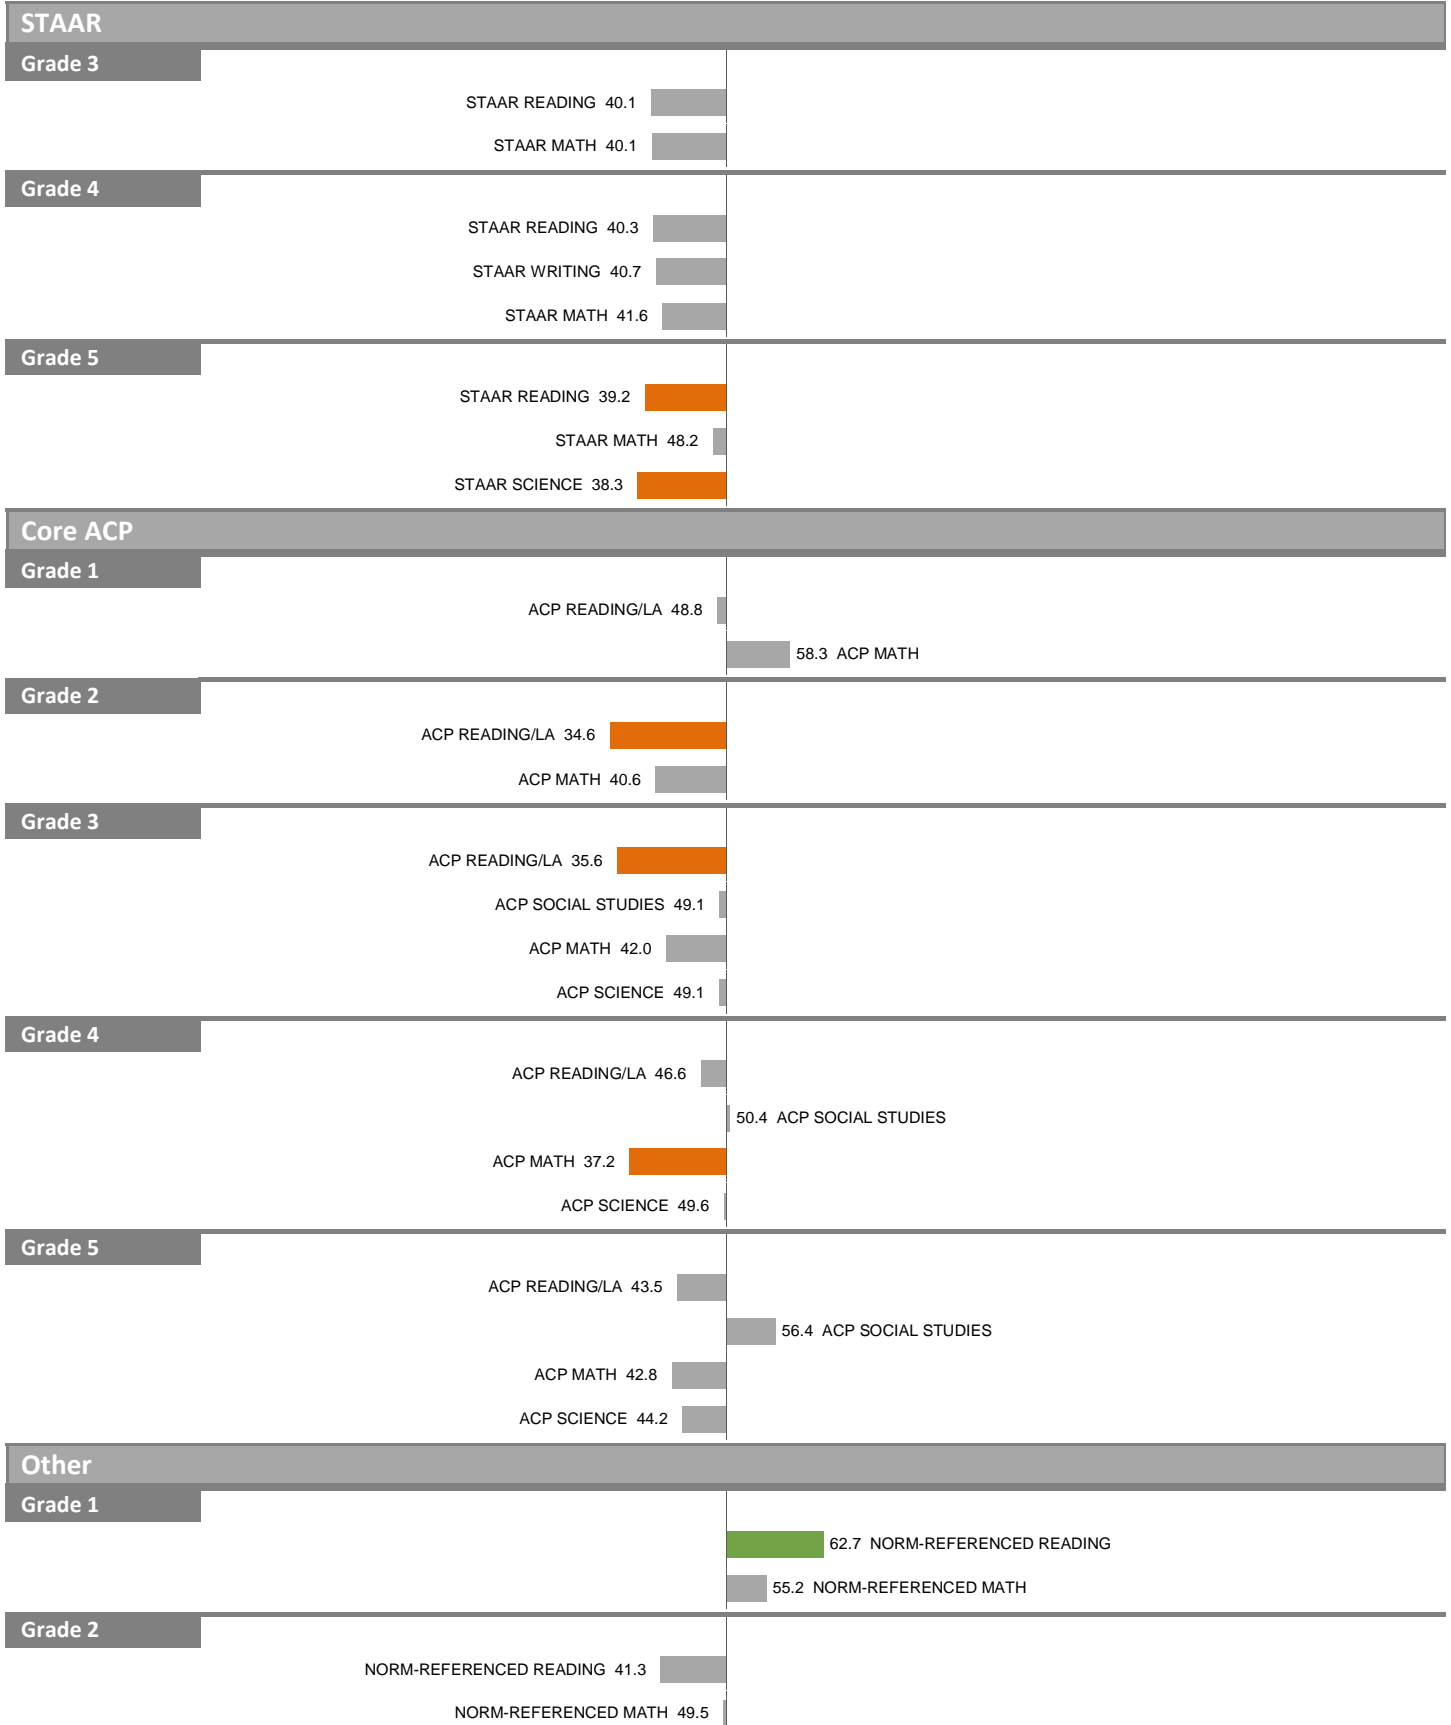 STAAR
Grade 3
STAAR READING 40.1
STAAR MATH 40.1
Grade 4
STAAR READING 40.3
STAAR WRITING 40.7
STAAR MATH 41.6
Grade 5
STAAR READING 39.2
STAAR MATH 48.2
STAAR SCIENCE 38.3
Core ACP
Grade 1
ACP READING/LA 48.8
58.3 ACP MATH
Grade 2
ACP READING/LA 34.6
ACP MATH 40.6
Grade 3
ACP READING/LA 35.6
ACP SOCIAL STUDIES 49.1
ACP MATH 42.0
ACP SCIENCE 49.1
Grade 4
ACP READING/LA 46.6
50.4 ACP SOCIAL STUDIES
ACP MATH 37.2
ACP SCIENCE 49.6
Grade 5
ACP READING/LA 43.5
56.4 ACP SOCIAL STUDIES
ACP MATH 42.8
ACP SCIENCE 44.2
Other
Grade 1
62.7 NORM-REFERENCED READING
55.2 NORM-REFERENCED MATH
Grade 2
NORM-REFERENCED READING 41.3
NORM-REFERENCED MATH 49.5